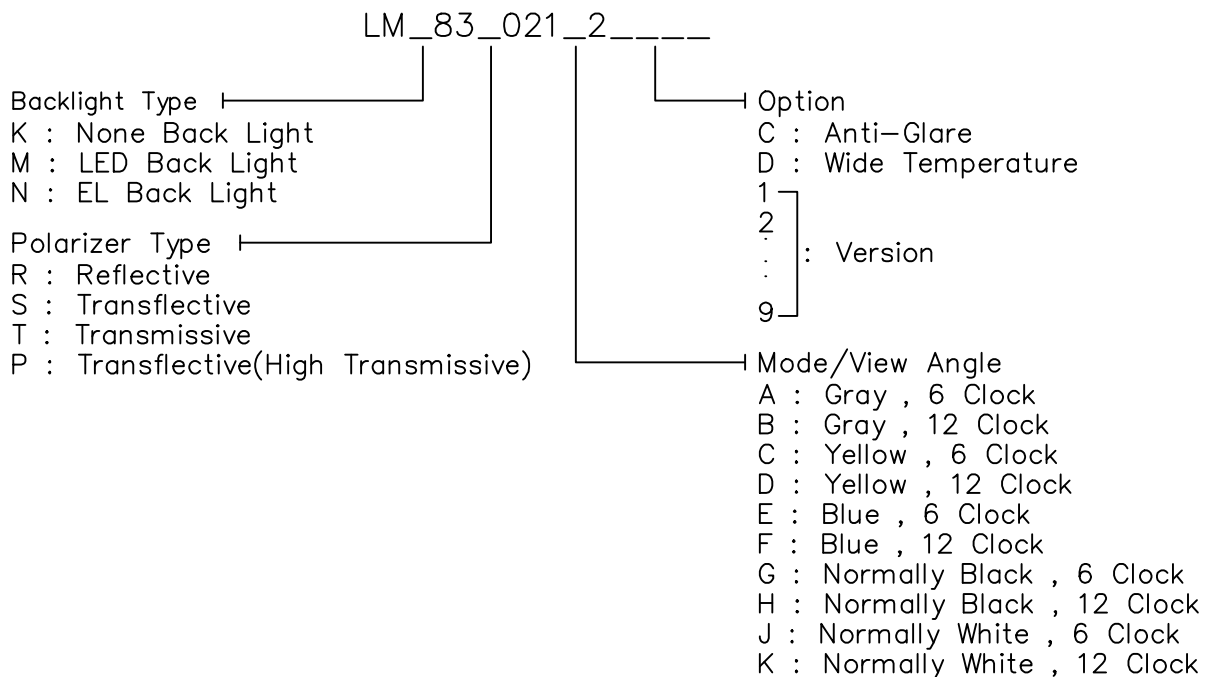 LM_83_021_2____
Backlight Type
K : None Back Light
M : LED Back Light
N : EL Back Light
Polarizer Type
R : Reflective
S : Transflective
T : Transmissive
P : Transflective(High Transmissive)
Option
C : Anti-Glare
D : Wide Temperature
1
2
.
.
.
: Version
9
Mode/View Angle
A : Gray , 6 Clock
B : Gray , 12 Clock
C : Yellow , 6 Clock
D : Yellow , 12 Clock
E : Blue , 6 Clock
F : Blue , 12 Clock
G : Normally Black , 6 Clock
H : Normally Black , 12 Clock
J : Normally White , 6 Clock
K : Normally White , 12 Clock